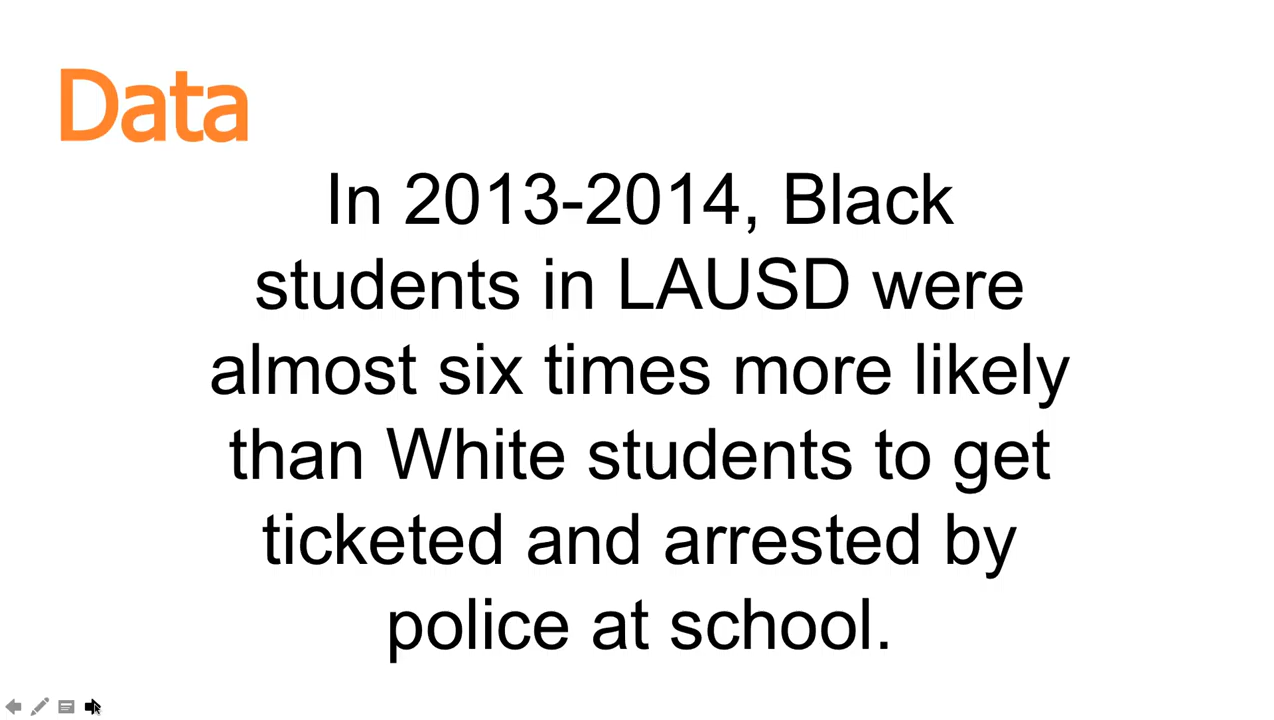 Data
In 2013-2014, Black
students in LAUSD were
almost six times more likely
than White students to get
ticketed and arrested by
police at school.